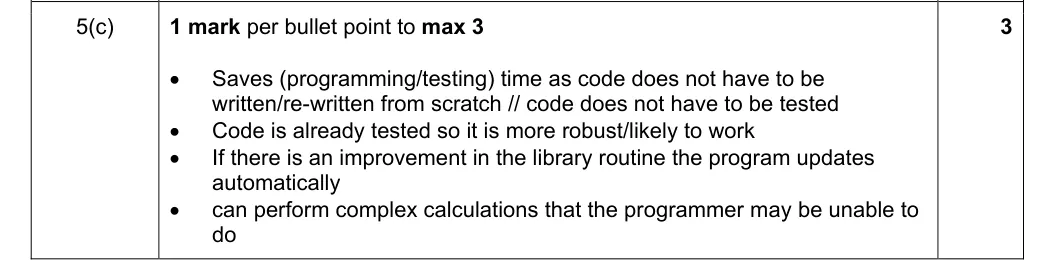 5(c) 1 mark per bullet point to max 3 3
• Saves (programming/testing) time as code does not have to be
written/re-written from scratch // code does not have to be tested
• Code is already tested so it is more robust/likely to work
• If there is an improvement in the library routine the program updates
automatically
• can perform complex calculations that the programmer may be unable to
do